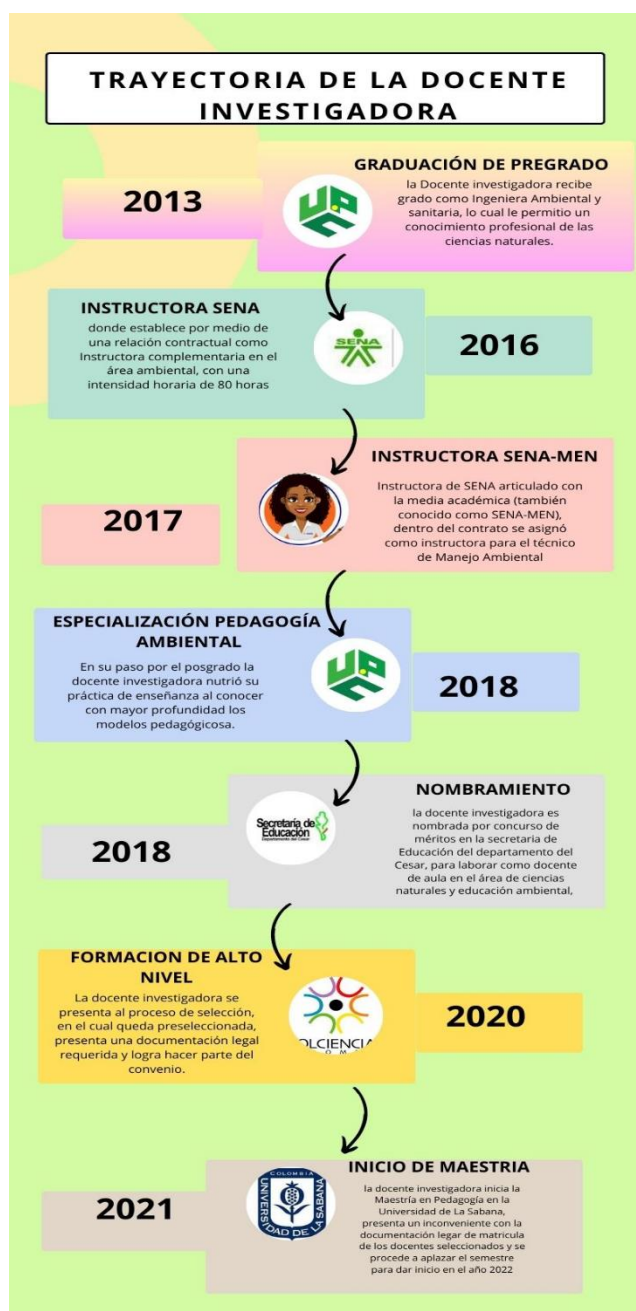 TRAYECTORIA DE LA DOCENTE
INVESTIGADORA
GRADUACIÓN DE PREGRADO
2013
UPC
la Docente investigadora recibe
grado como Ingeniera Ambiental y
sanitaria, lo cual le permitio un
conocimiento profesional de las
ciencias naturales.
INSTRUCTORA SENA
donde establece por medio de
una relación contractual como
Instructora complementaria en el
área ambiental, con una
intensidad horaria de 80 horas
SENA
2016
INSTRUCTORA SENA-MEN
2017
Instructora de SENA articulado con
la media académica (también
conocido como SENA-MEN),
dentro del contrato se asignó
como instructora para el técnico
de Manejo Ambiental
ESPECIALIZACIÓN PEDAGOGÍA
AMBIENTAL
En su paso por el posgrado la
docente investigadora nutrió su
práctica de enseñanza al conocer
con mayor profundidad los
modelos pedagógicosa.
UPC
2018
NOMBRAMIENTO
2018
Secretaría de
Educación
Departamento del Cesar
la docente investigadora es
nombrada por concurso de
méritos en la secretaria de
Educación del departamento del
Cesar, para laborar como docente
de aula en el área de ciencias
naturales y educación ambiental,
FORMACION DE ALTO
NIVEL
La docente investigadora se
presenta al proceso de selección,
en el cual queda preseleccionada,
presenta una documentación legal
requerida y logra hacer parte del
convenio.
OLCIENCIA
2020
INICIO DE MAESTRIA
2021
COLOMBIA
UNIVERSIDAD DE LA SABANA
la docente investigadora inicia la
Maestría en Pedagogía en la
Universidad de La Sabana,
presenta un inconveniente con la
documentación legar de matricula
de los docentes seleccionados y se
procede a aplazar el semestre
para dar inicio en el año 2022